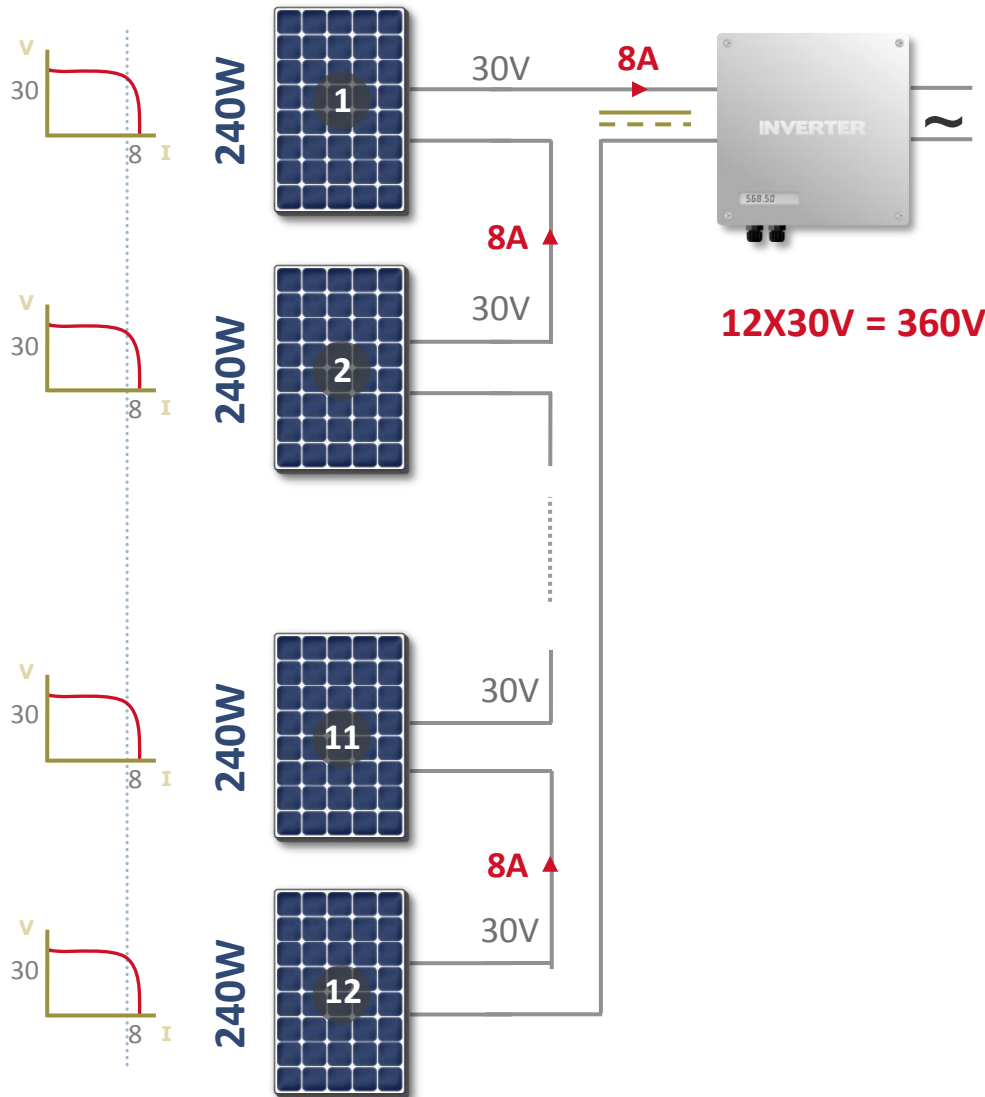 V
30
8 I
240W
1
30V
8A
INVERTER
568.50
~
8A
V
30
8 I
240W
2
30V
12X30V = 360V
V
30
8 I
240W
11
30V
8A
V
30
8 I
240W
12
30V